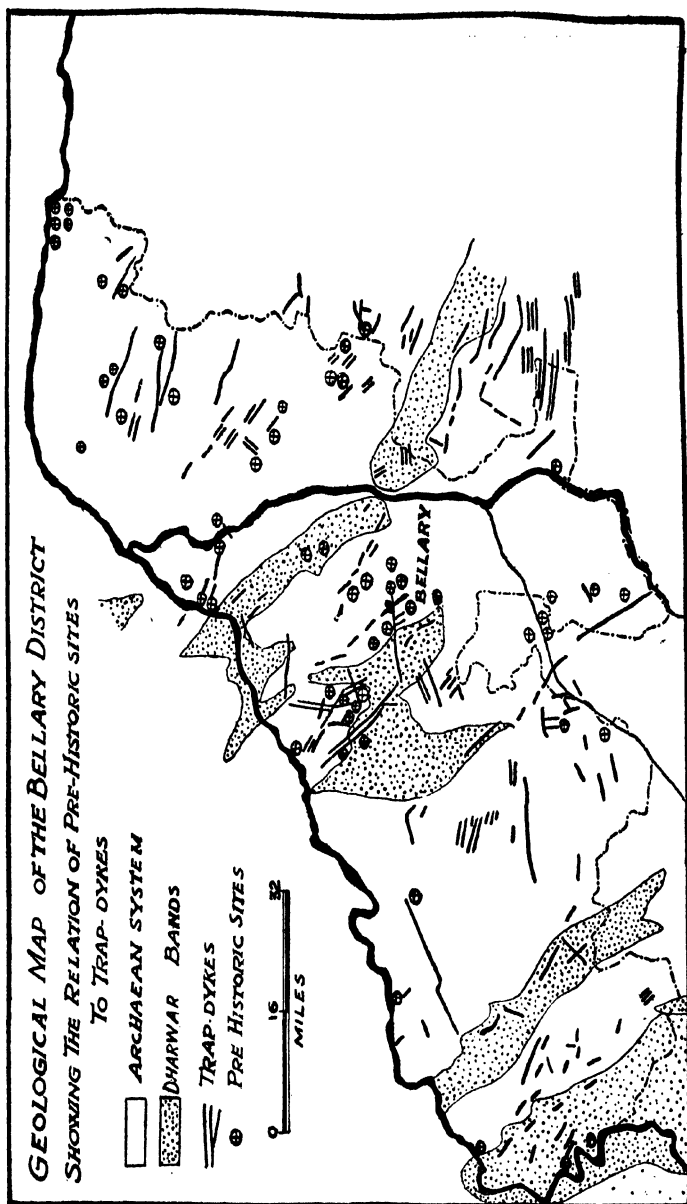 GEOLOGICAL MAP OF THE BELLARY DISTRICT
SHOWING THE RELATION OF PRE-HISTORIC SITES
TO TRAP-DYKES
ARCHAEAN SYSTEM
DHARWAR BANDS
TRAP-DYKES
PRE HISTORIC SITES
0 16 32
MILES
BELLARY